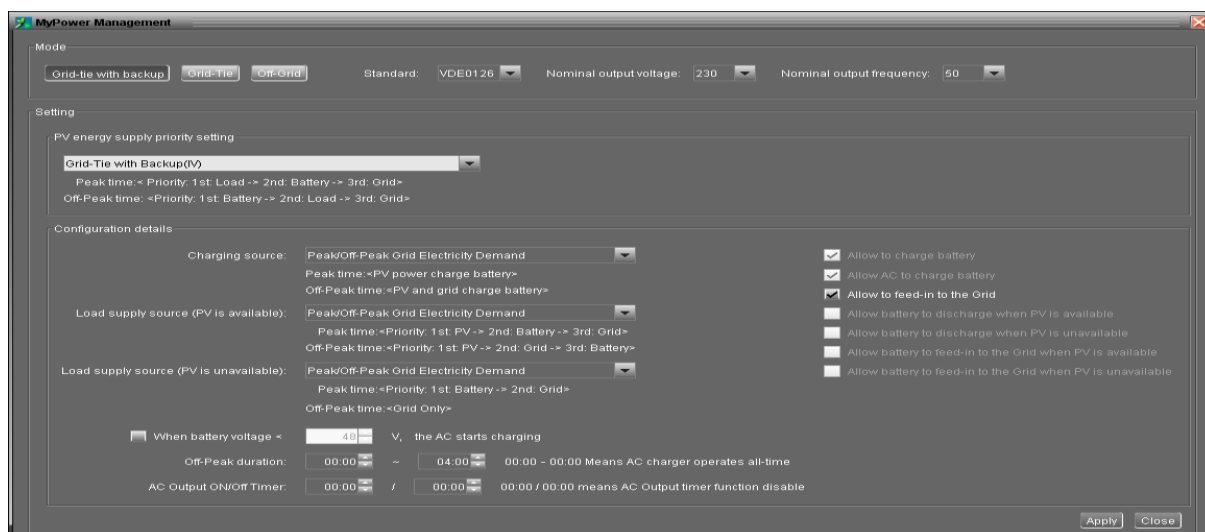 MyPower Management
Mode
Grid-tie with backup Grid-Tie Off-Grid Standard: VDE0126 Nominal output voltage: 230 Nominal output frequency: 50
Setting
PV energy supply priority setting
Grid-Tie with Backup(IV)
Peak time:< Priority: 1st: Load -> 2nd: Battery -> 3rd: Grid>
Off-Peak time: <Priority: 1st: Battery -> 2nd: Load -> 3rd: Grid>
Configuration details
Charging source: Peak/Off-Peak Grid Electricity Demand
Peak time:<PV power charge battery>
Off-Peak time:<PV and grid charge battery>
Load supply source (PV is available): Peak/Off-Peak Grid Electricity Demand
Peak time:<Priority: 1st: PV -> 2nd: Battery -> 3rd: Grid>
Off-Peak time:<Priority: 1st: PV -> 2nd: Grid -> 3rd: Battery>
Load supply source (PV is unavailable): Peak/Off-Peak Grid Electricity Demand
Peak time:<Priority: 1st: Battery -> 2nd: Grid>
Off-Peak time:<Grid Only>
When battery voltage < 48 V, the AC starts charging
Off-Peak duration: 00:00 ~ 04:00 00:00 - 00:00 Means AC charger operates all-time
AC Output ON/Off Timer: 00:00 / 00:00 00:00 / 00:00 means AC Output timer function disable
Allow to charge battery
Allow AC to charge battery
Allow to feed-in to the Grid
Allow battery to discharge when PV is available
Allow battery to discharge when PV is unavailable
Allow battery to feed-in to the Grid when PV is available
Allow battery to feed-in to the Grid when PV is unavailable
Apply Close